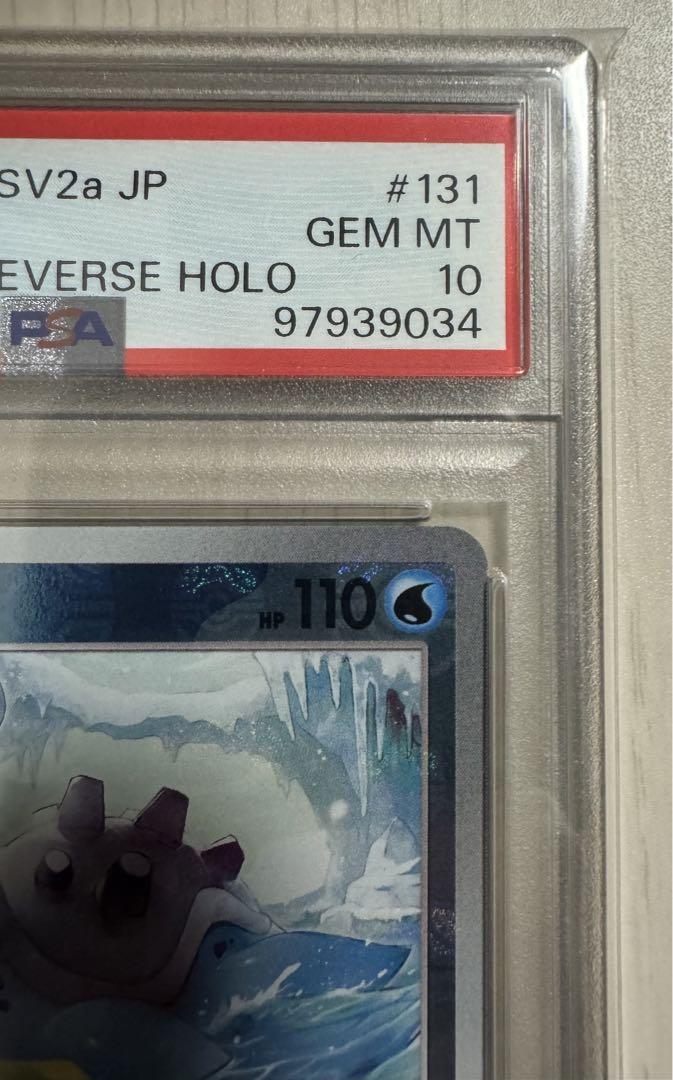 SV2a JP #131
GEM MT
EVERSE HOLO 10
PSA 97939034
HP 110